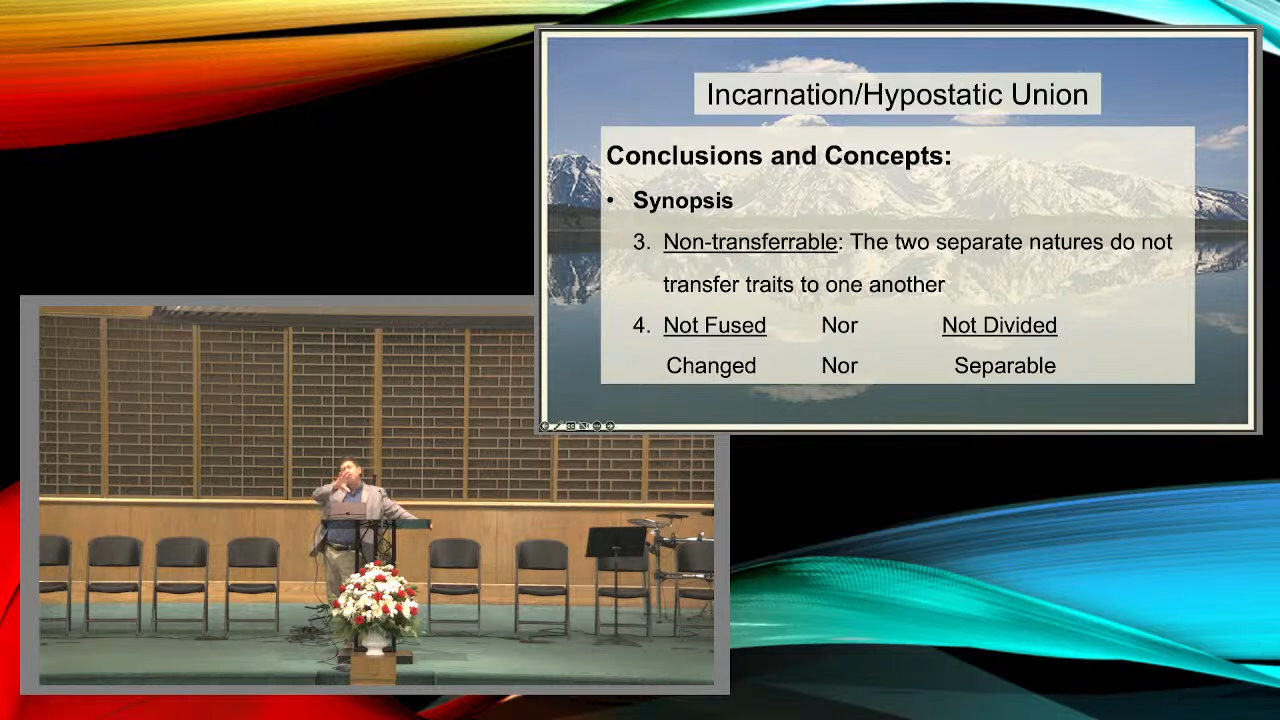 Incarnation/Hypostatic Union
Conclusions and Concepts:
• Synopsis
3. Non-transferrable: The two separate natures do not
transfer traits to one another
4. Not Fused Nor Not Divided
Changed Nor Separable